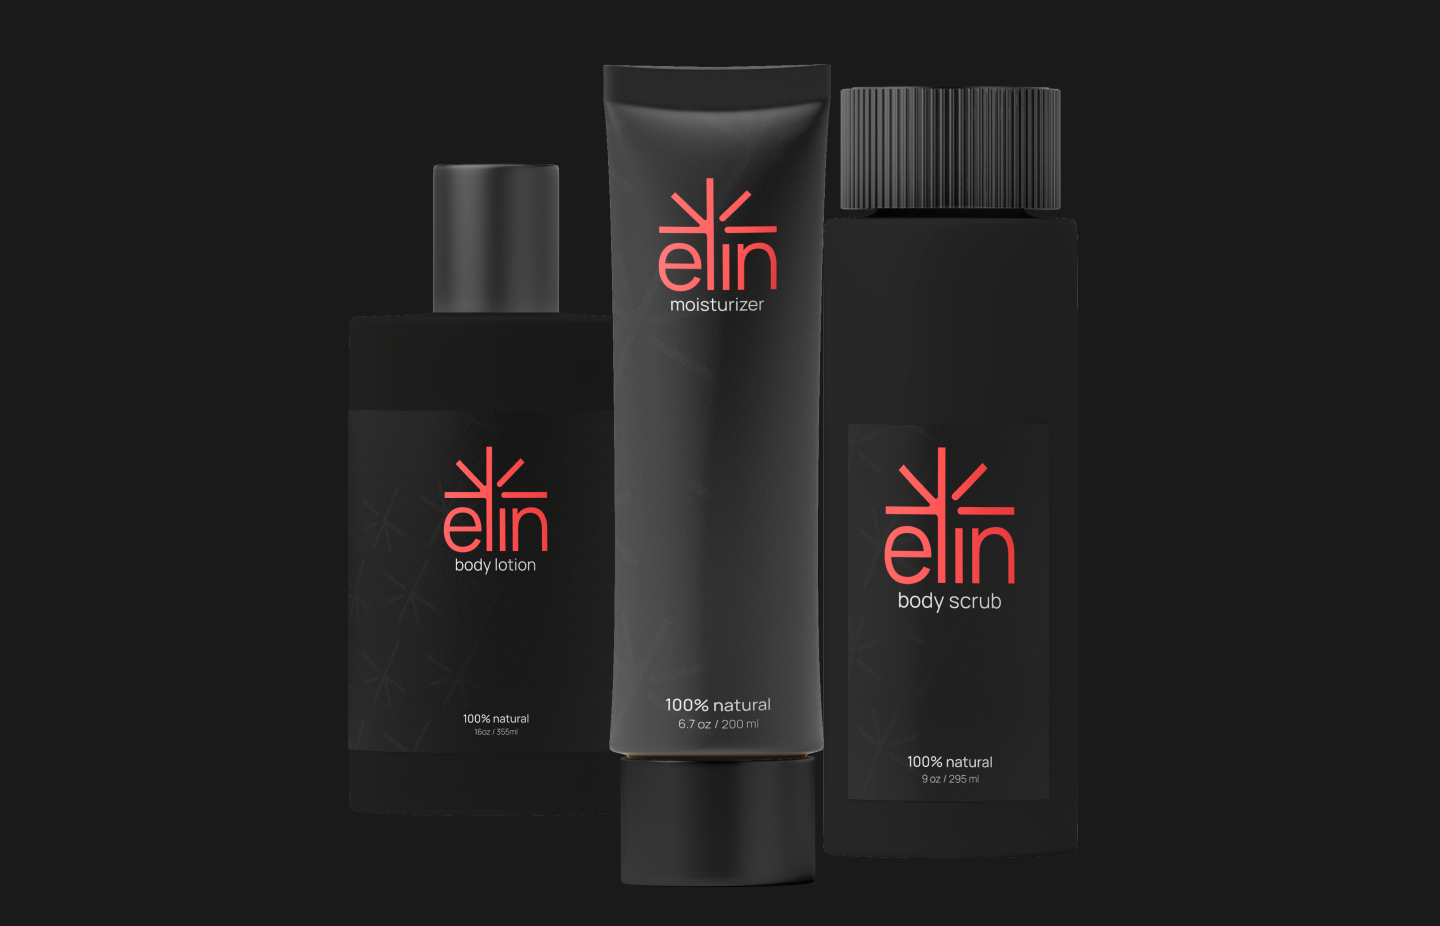 elin
body lotion
100% natural
16oz / 355ml
elin
moisturizer
100% natural
6.7 oz / 200 ml
elin
body scrub
100% natural
9 oz / 295 ml